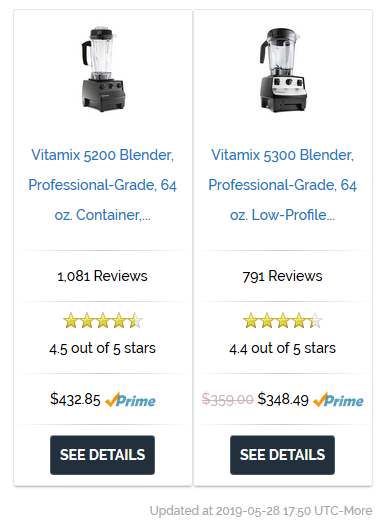 Vitamix 5200 Blender,
Professional-Grade, 64
oz. Container,...
1,081 Reviews
4.5 out of 5 stars
$432.85 Prime
SEE DETAILS
Vitamix 5300 Blender,
Professional-Grade, 64
oz. Low-Profile...
791 Reviews
4.4 out of 5 stars
$359.00 $348.49 Prime
SEE DETAILS
Updated at 2019-05-28 17:50 UTC-More